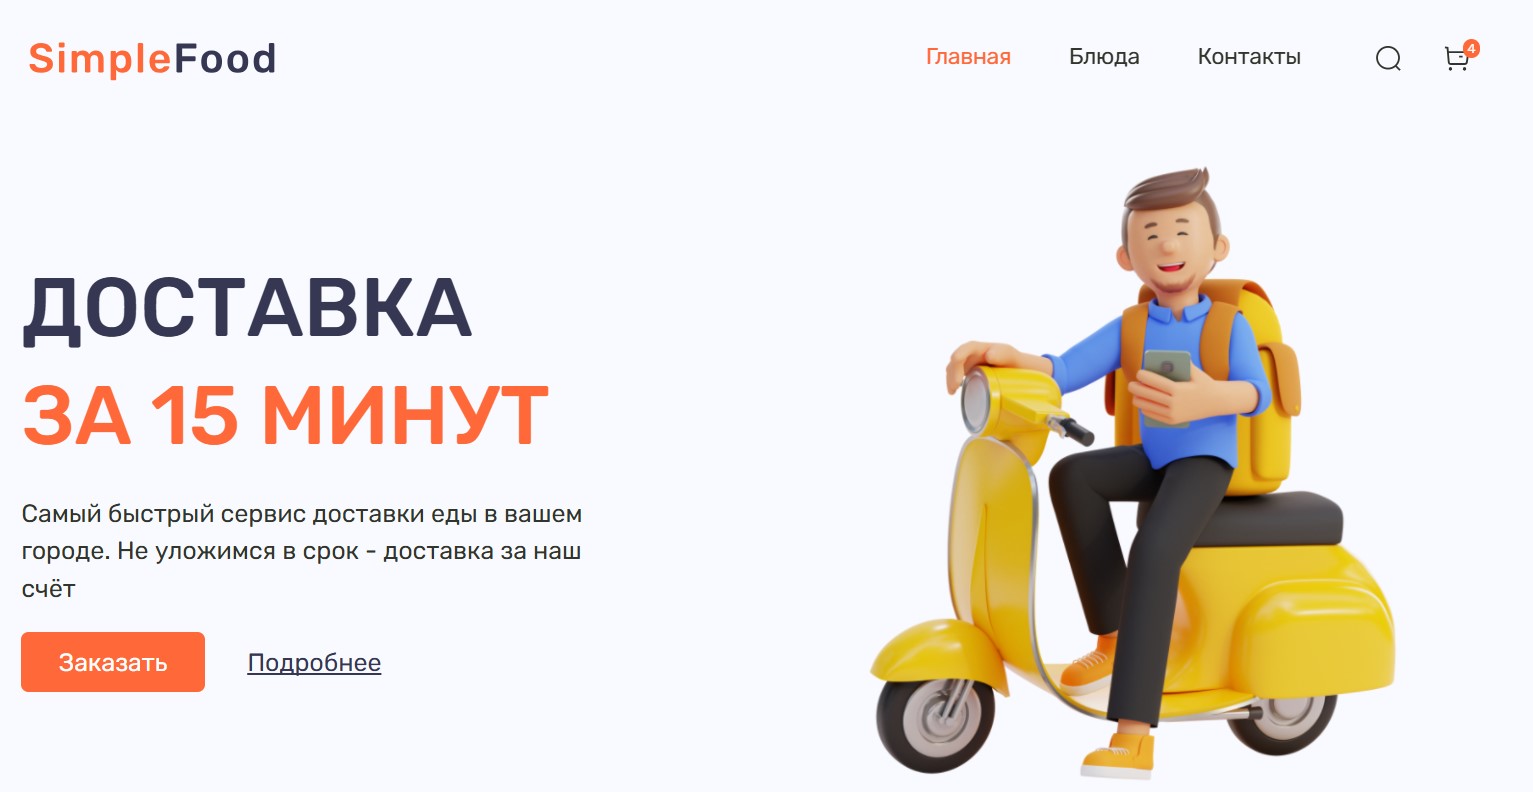 SimpleFood
Главная Блюда Контакты 4
ДОСТАВКА
ЗА 15 МИНУТ
Самый быстрый сервис доставки еды в вашем
городе. Не уложимся в срок - доставка за наш
счёт
Заказать Подробнее